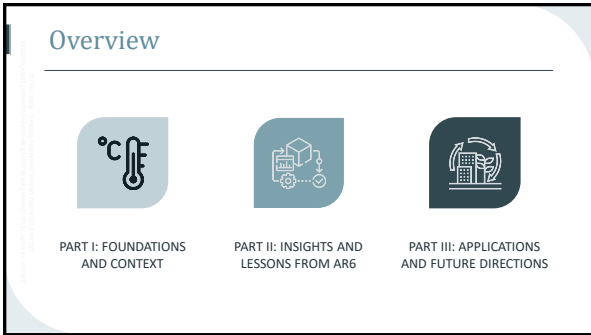 Overview
°C
PART I: FOUNDATIONS
AND CONTEXT
PART II: INSIGHTS AND
LESSONS FROM AR6
PART III: APPLICATIONS
AND FUTURE DIRECTIONS